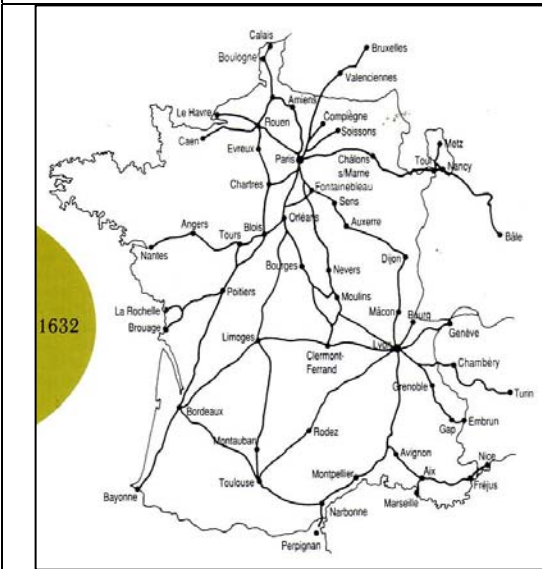 Calais
Bruxelles
Boulogne
Valenciennes
Amiens
Le Havre
Compiègne
Rouen
Soissons
Caen
Metz
Evreux
Paris
Châlons
s/Marne
Toul
Nancy
Chartres
Fontainebleau
Sens
Orléans
Blois
Auxerre
Angers
Tours
Bâle
Nantes
Dijon
Bourges
Nevers
Poitiers
Moulins
La Rochelle
Mâcon
Bourg
1632
Brouage
Genève
Limoges
Lyon
Clermont-
Ferrand
Chambéry
Grenoble
Turin
Bordeaux
Gap
Embrun
Rodez
Montauban
Avignon
Nice
Toulouse
Montpellier
Aix
Fréjus
Bayonne
Marseille
Narbonne
Perpignan